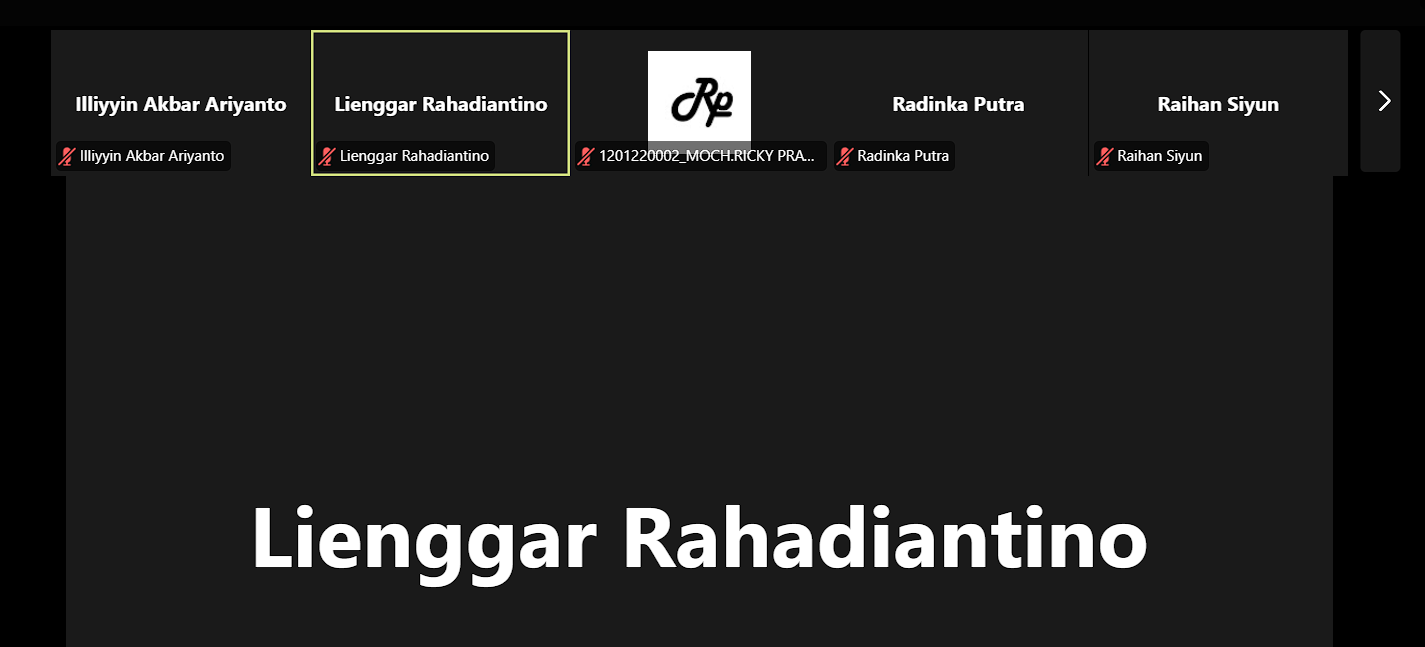 Illiyyin Akbar Ariyanto
Lienggar Rahadiantino
Rp
Radinka Putra
Raihan Siyun
Illiyyin Akbar Ariyanto
Lienggar Rahadiantino
1201220002_MOCH.RICKY PRA...
Radinka Putra
Raihan Siyun
Lienggar Rahadiantino